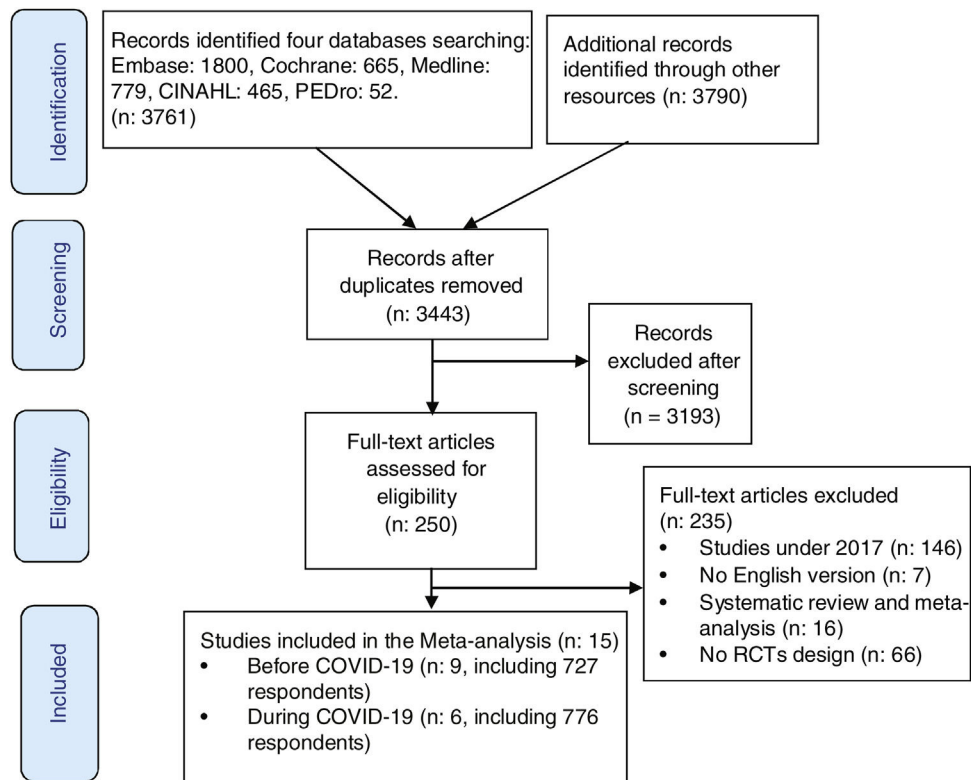 Identification
Records identified four databases searching:
Embase: 1800, Cochrane: 665, Medline:
779, CINAHL: 465, PEDro: 52.
(n: 3761)
Additional records
identified through other
resources (n: 3790)
Screening
Records after
duplicates removed
(n: 3443)
Records
excluded after
screening
(n = 3193)
Eligibility
Full-text articles
assessed for
eligibility
(n: 250)
Full-text articles excluded
(n: 235)
• Studies under 2017 (n: 146)
• No English version (n: 7)
• Systematic review and meta-
analysis (n: 16)
• No RCTs design (n: 66)
Included
Studies included in the Meta-analysis (n: 15)
• Before COVID-19 (n: 9, including 727
respondents)
• During COVID-19 (n: 6, including 776
respondents)